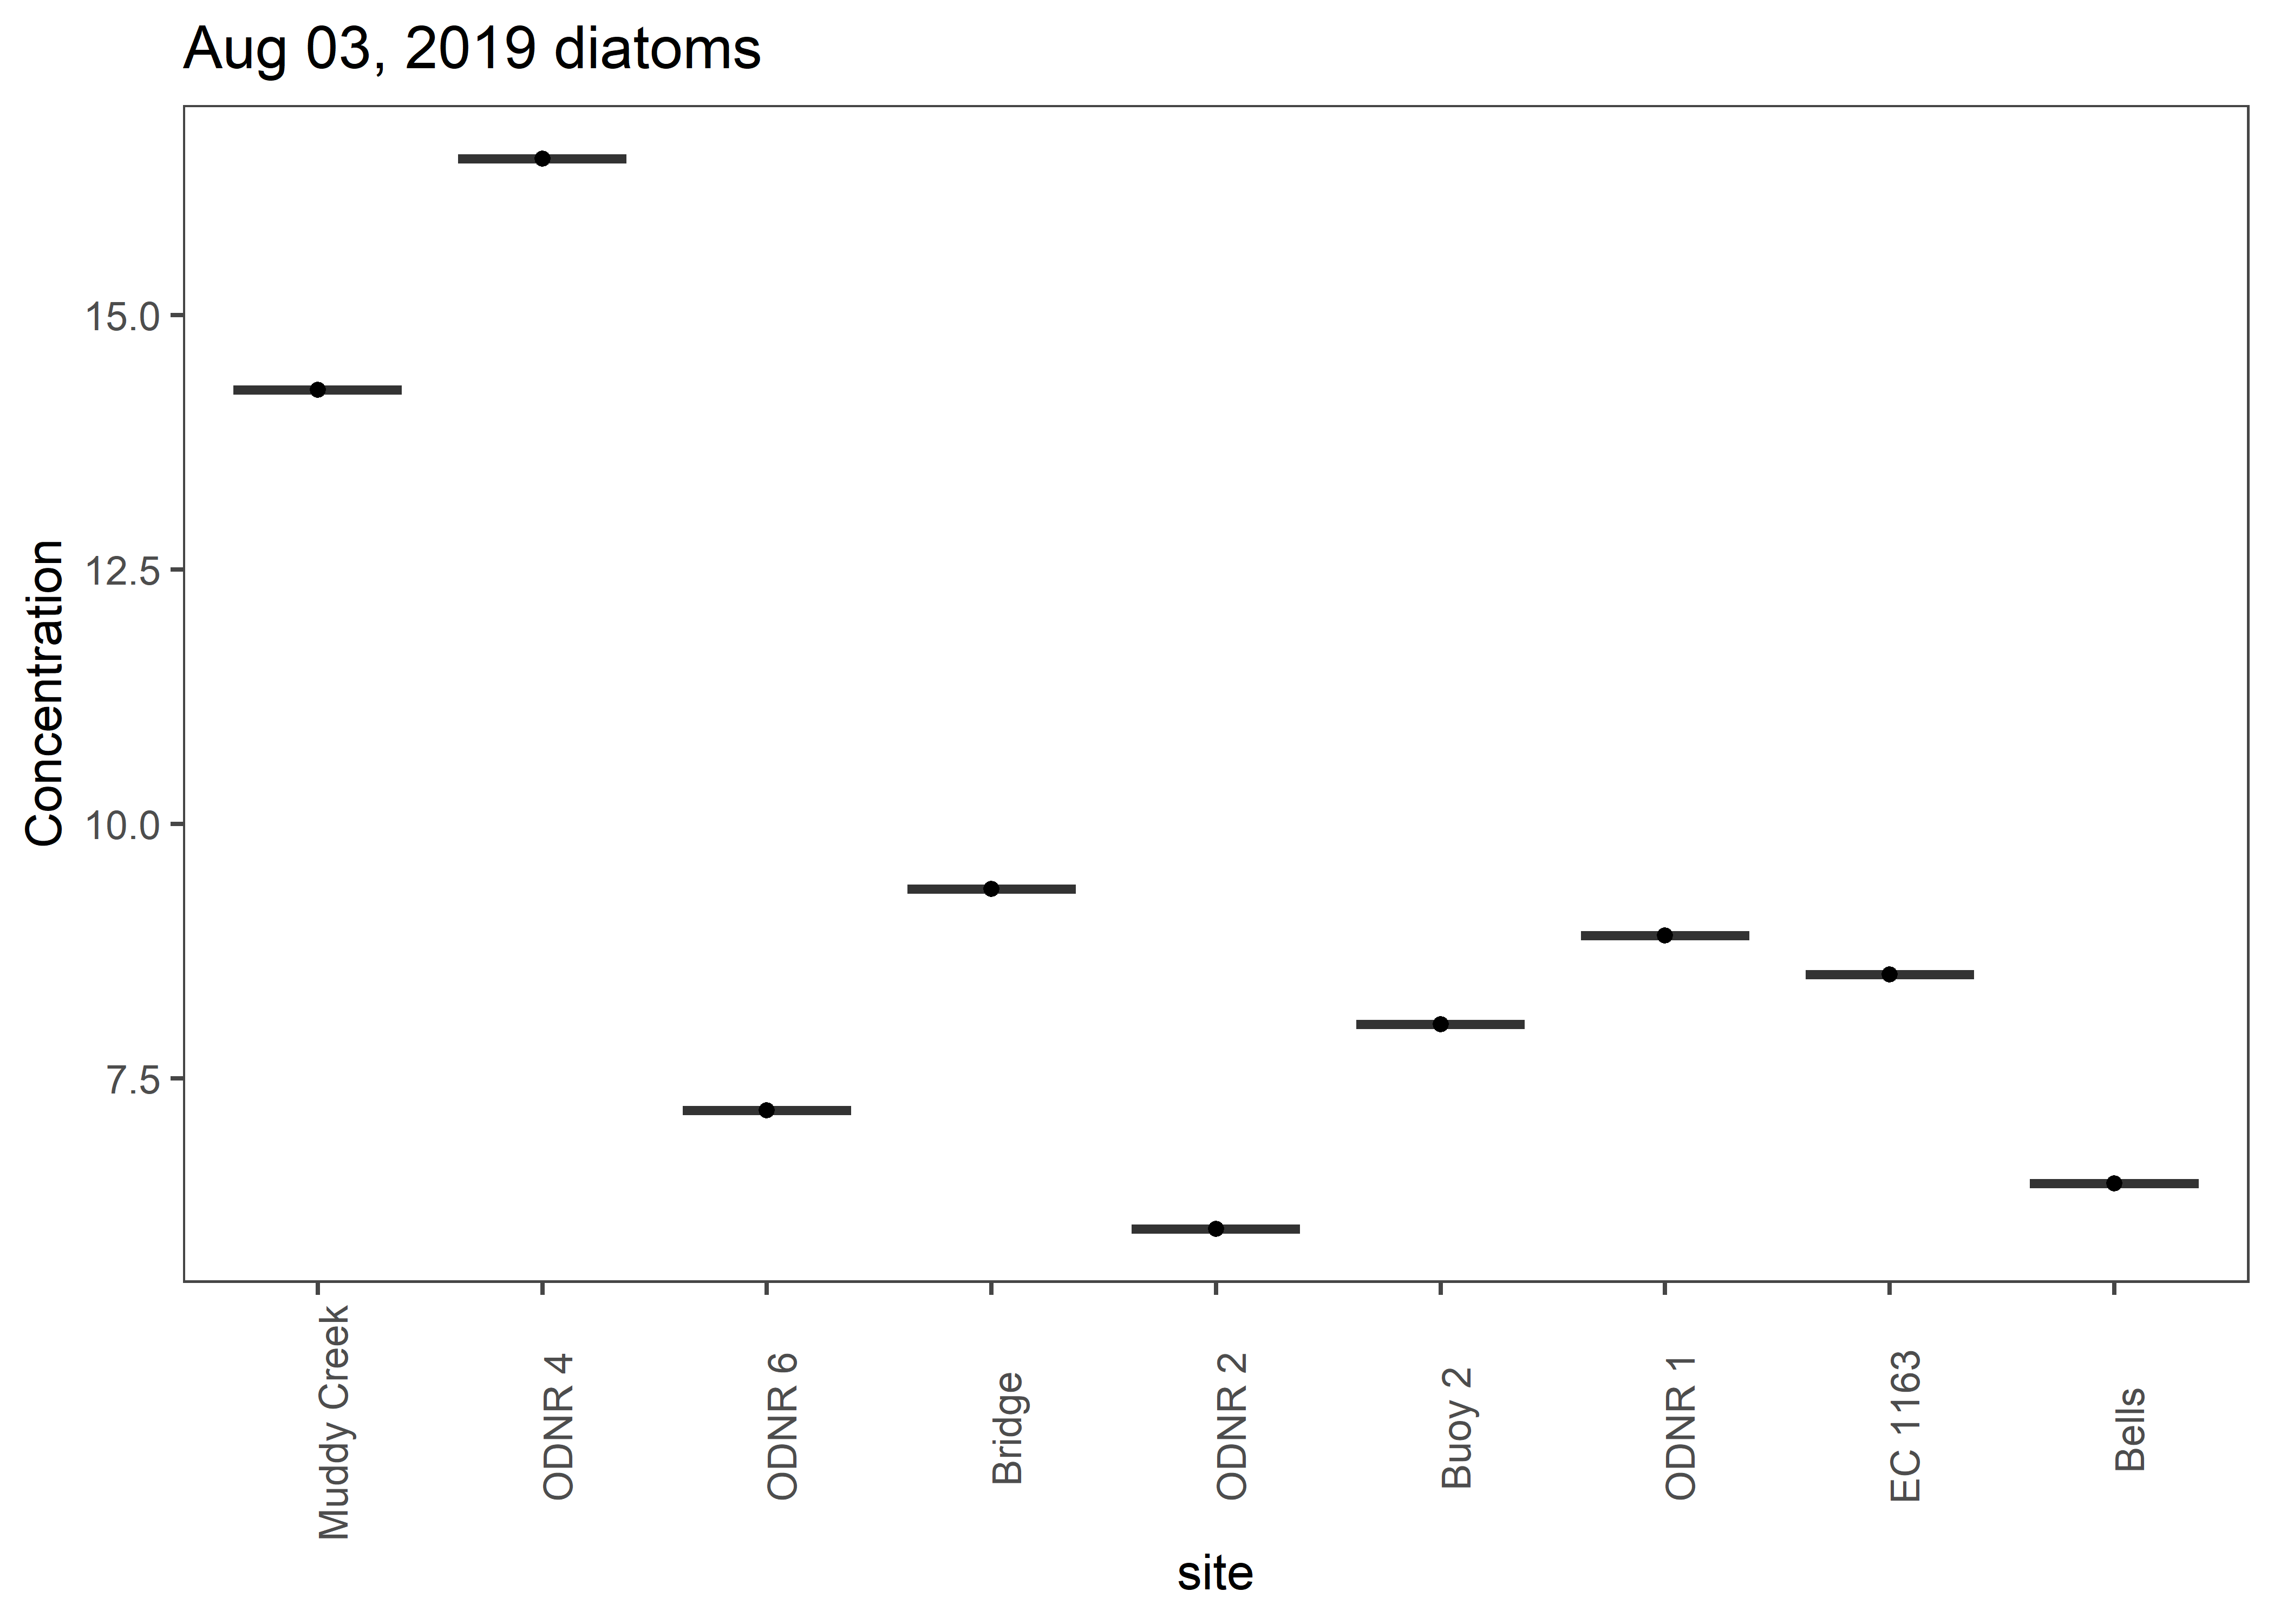 Aug 03, 2019 diatoms
Concentration
15.0
12.5
10.0
7.5
Muddy Creek
ODNR 4
ODNR 6
Bridge
ODNR 2
Buoy 2
ODNR 1
EC 1163
Bells
site